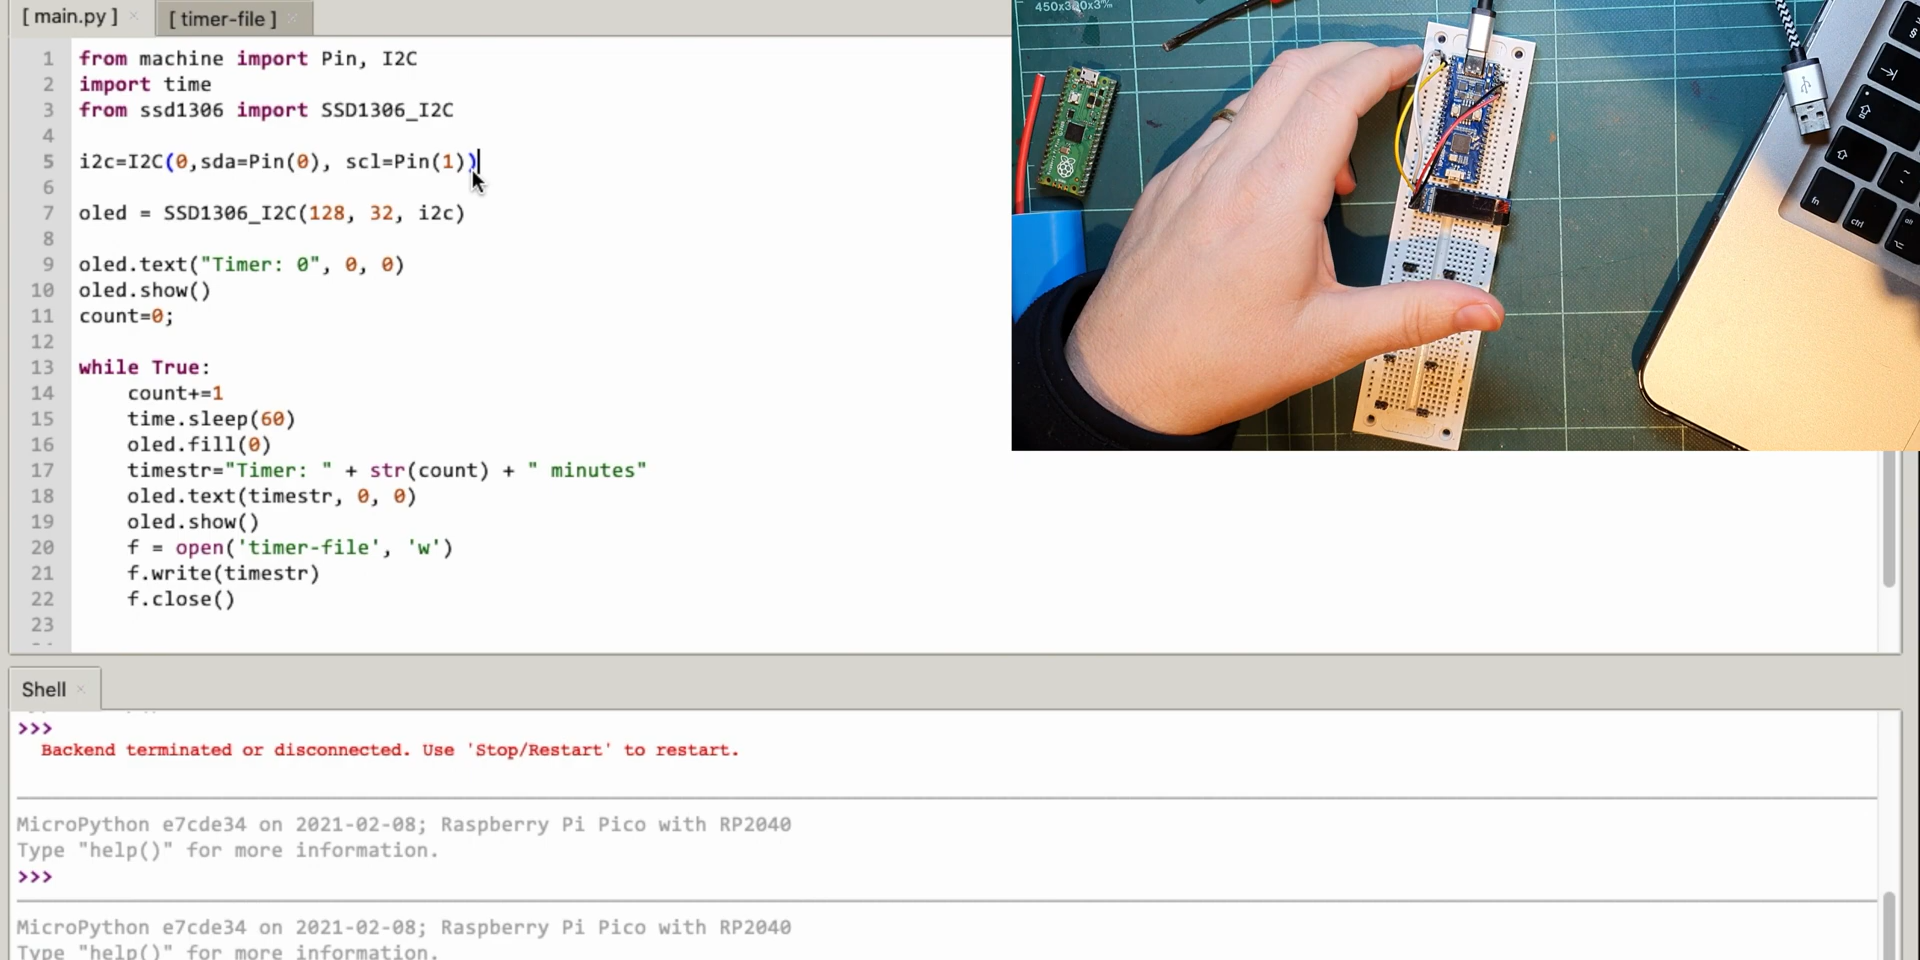 [ main.py ] ×
[ timer-file ] ×
1 from machine import Pin, I2C
2 import time
3 from ssd1306 import SSD1306_I2C
4
5 i2c=I2C(0,sda=Pin(0), scl=Pin(1))
6
7 oled = SSD1306_I2C(128, 32, i2c)
8
9 oled.text("Timer: 0", 0, 0)
10 oled.show()
11 count=0;
12
13 while True:
14 count+=1
15 time.sleep(60)
16 oled.fill(0)
17 timestr="Timer: " + str(count) + " minutes"
18 oled.text(timestr, 0, 0)
19 oled.show()
20 f = open('timer-file', 'w')
21 f.write(timestr)
22 f.close()
23
450x300x3%
fn
ctrl
Shell ×
>>>
Backend terminated or disconnected. Use 'Stop/Restart' to restart.
MicroPython e7cde34 on 2021-02-08; Raspberry Pi Pico with RP2040
Type "help()" for more information.
>>>
MicroPython e7cde34 on 2021-02-08; Raspberry Pi Pico with RP2040
Type "help()" for more information.